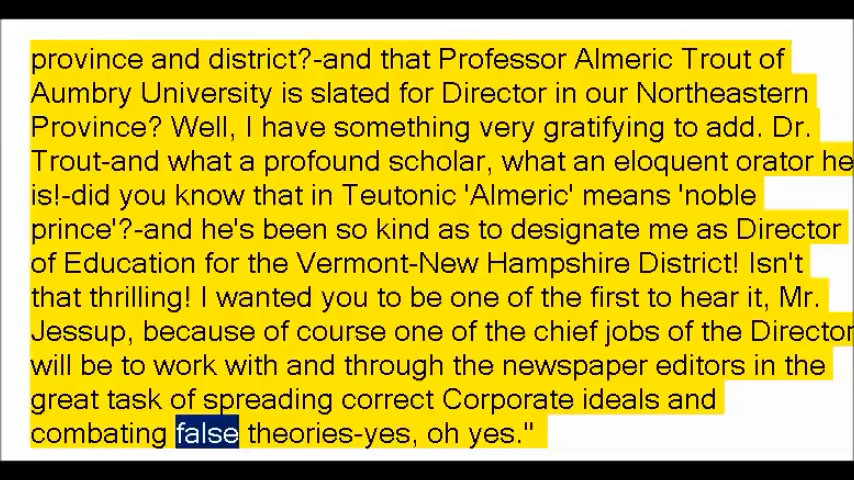 province and district?-and that Professor Almeric Trout of
Aumbry University is slated for Director in our Northeastern
Province? Well, I have something very gratifying to add. Dr.
Trout-and what a profound scholar, what an eloquent orator he
is!-did you know that in Teutonic 'Almeric' means 'noble
prince'?-and he's been so kind as to designate me as Director
of Education for the Vermont-New Hampshire District! Isn't
that thrilling! I wanted you to be one of the first to hear it, Mr.
Jessup, because of course one of the chief jobs of the Director
will be to work with and through the newspaper editors in the
great task of spreading correct Corporate ideals and
combating false theories-yes, oh yes."